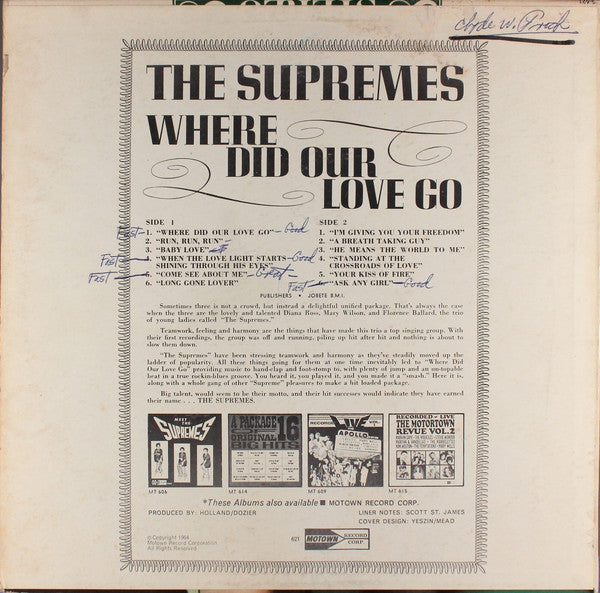 Clyde W.
THE SUPREMES
WHERE
DID OUR
LOVE GO
SIDE 1
Fast - 1. "WHERE DID OUR LOVE GO" - Good
2. "RUN, RUN, RUN" -
3. "BABY LOVE"
Fast - 4. "WHEN THE LOVE LIGHT STARTS - Good
SHINING THROUGH HIS EYES"
Fast - 5. "COME SEE ABOUT ME" - Great
6. "LONG GONE LOVER"
SIDE 2
1. "I'M GIVING YOU YOUR FREEDOM"
2. "A BREATH TAKING GUY"
3. "HE MEANS THE WORLD TO ME"
4. "STANDING AT THE
CROSSROADS OF LOVE"
5. "YOUR KISS OF FIRE"
Fast - 6. "ASK ANY GIRL" - Good
PUBLISHERS • JOBETE B.M.I.
Sometimes three is not a crowd, but instead a delightful unified package. That's always the case
when the three are the lovely and talented Diana Ross, Mary Wilson, and Florence Ballard, the trio
of young ladies called "The Supremes."
Teamwork, feeling and harmony are the things that have made this trio a top singing group. With
their first recordings, the group was off and running, piling up hit after hit and nothing is about to
slow them down.
"The Supremes" have been stressing teamwork and harmony as they've steadily moved up the
ladder of popularity. All these things going for them at one time inevitably led to "Where Did
Our Love Go" providing music to hand-clap and foot-stomp to, with plenty of jump and an on-topable
beat in a true rockin-blues groove. You heard it, you played it, and you made it a "smash." Here it is,
along with a whole gang of other "Supreme" pleasures to make a hit loaded package.
Big talent, would seem to be their motto, and their hit successes would indicate they have earned
their name . . . THE SUPREMES.
MEET THE
SUPREMES
A PACKAGE OF
16
ORIGINAL
BIG HITS
RECORDED
LIVE
APOLLO
RECORDED - LIVE
THE MOTORTOWN
REVUE VOL. 2
MT 606
MT 614
MT 609
MT 615
*These Albums also available ■ MOTOWN RECORD CORP.
PRODUCED BY: HOLLAND/DOZIER
LINER NOTES: SCOTT ST. JAMES
COVER DESIGN: YESZIN/MEAD
© Copyright 1964
Motown Record Corporation
All Rights Reserved
621
MOTOWN
RECORD
CORP.